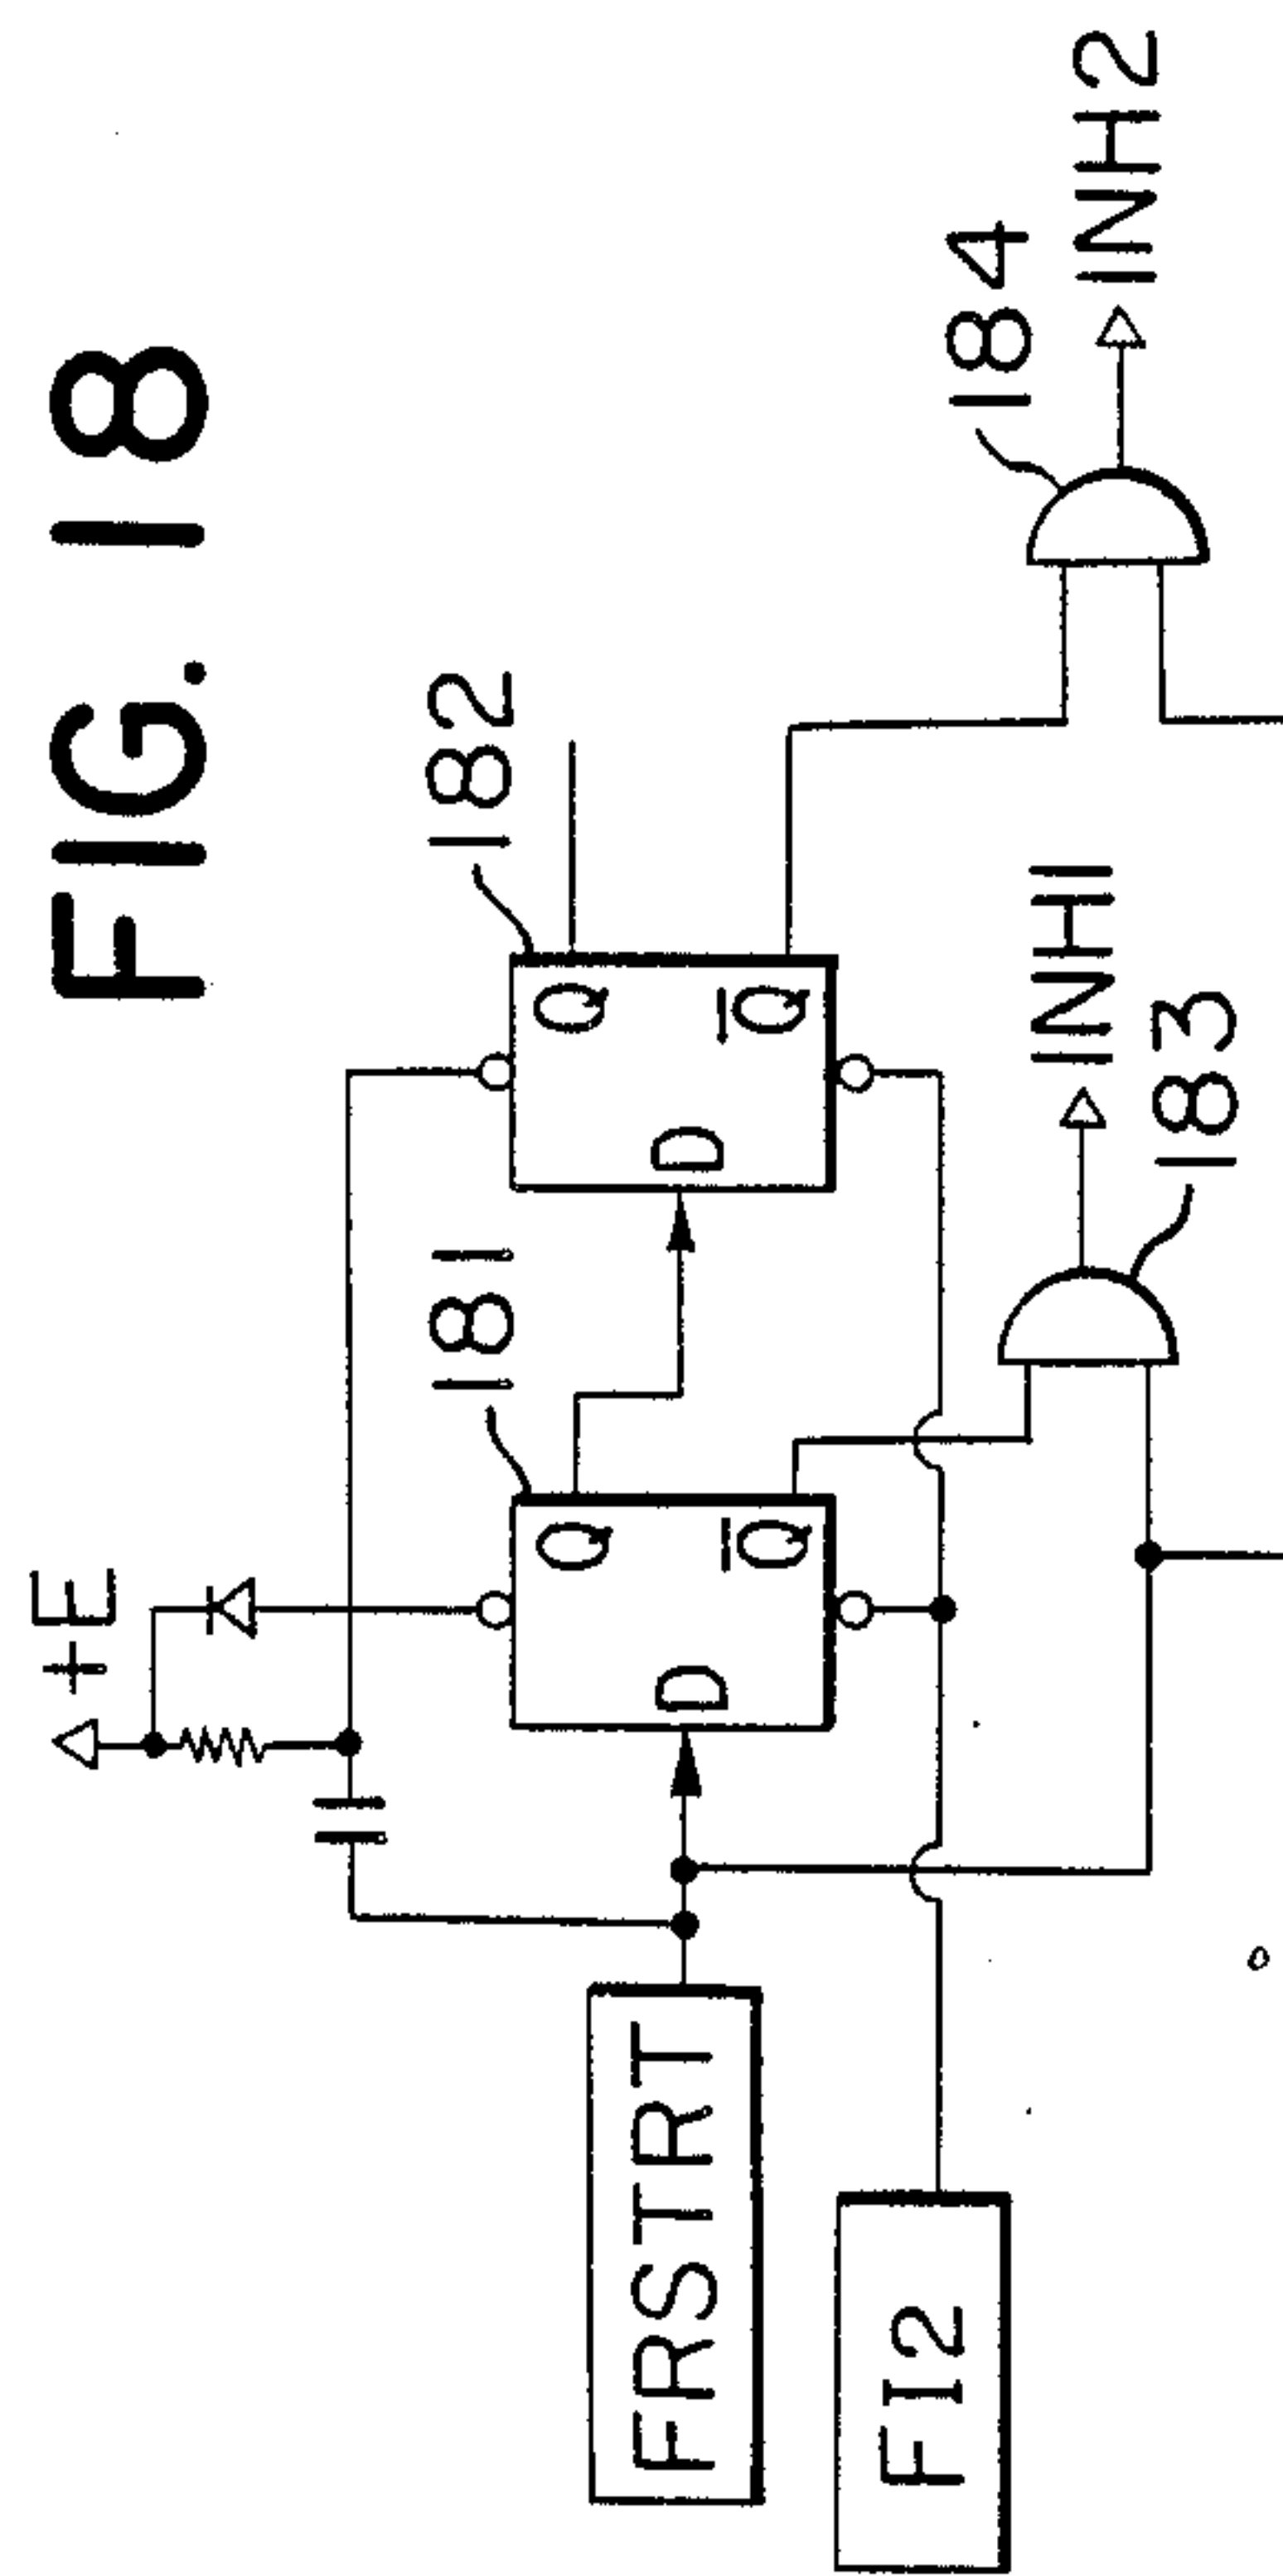 FIG. 18
+E
181
182
Q
Q
D
D
Q̅
Q̅
FRSTRT
184
INH2
FI2
INH1
183